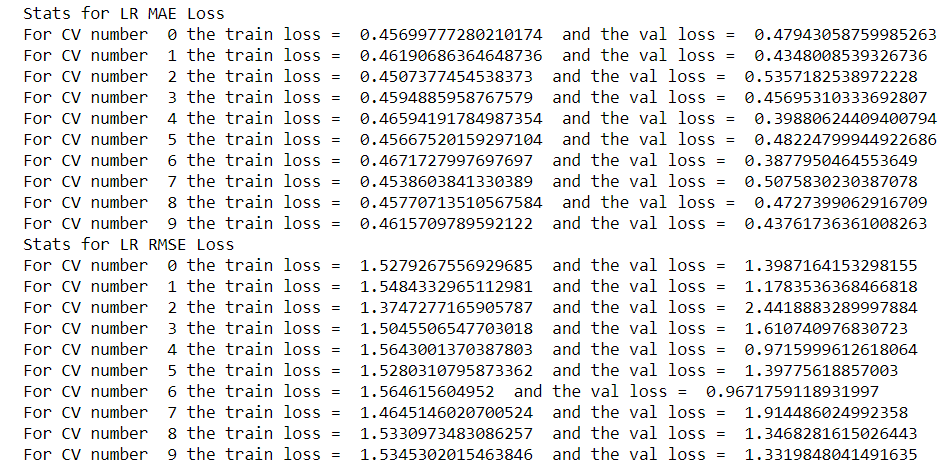 Stats for LR MAE Loss
For CV number  0 the train loss =  0.45699777280210174  and the val loss =  0.47943058759985263
For CV number  1 the train loss =  0.46190686364648736  and the val loss =  0.4348008539326736
For CV number  2 the train loss =  0.4507377454538373  and the val loss =  0.5357182538972228
For CV number  3 the train loss =  0.4594885958767579  and the val loss =  0.45695310333692807
For CV number  4 the train loss =  0.46594191784987354  and the val loss =  0.39880624409400794
For CV number  5 the train loss =  0.45667520159297104  and the val loss =  0.48224799944922686
For CV number  6 the train loss =  0.4671727997697697  and the val loss =  0.3877950464553649
For CV number  7 the train loss =  0.4538603841330389  and the val loss =  0.5075830230387078
For CV number  8 the train loss =  0.45770713510567584  and the val loss =  0.4727399062916709
For CV number  9 the train loss =  0.4615709789592122  and the val loss =  0.43761736361008263
Stats for LR RMSE Loss
For CV number  0 the train loss =  1.5279267556929685  and the val loss =  1.3987164153298155
For CV number  1 the train loss =  1.5484332965112981  and the val loss =  1.1783536368466818
For CV number  2 the train loss =  1.3747277165905787  and the val loss =  2.4418883289997884
For CV number  3 the train loss =  1.5045506547703018  and the val loss =  1.610740976830723
For CV number  4 the train loss =  1.5643001370387803  and the val loss =  0.9715999612618064
For CV number  5 the train loss =  1.5280310795873362  and the val loss =  1.39775618857003
For CV number  6 the train loss =  1.564615604952  and the val loss =  0.9671759118931997
For CV number  7 the train loss =  1.4645146020700524  and the val loss =  1.914486024992358
For CV number  8 the train loss =  1.5330973483086257  and the val loss =  1.3468281615026443
For CV number  9 the train loss =  1.5345302015463846  and the val loss =  1.3319848041491635